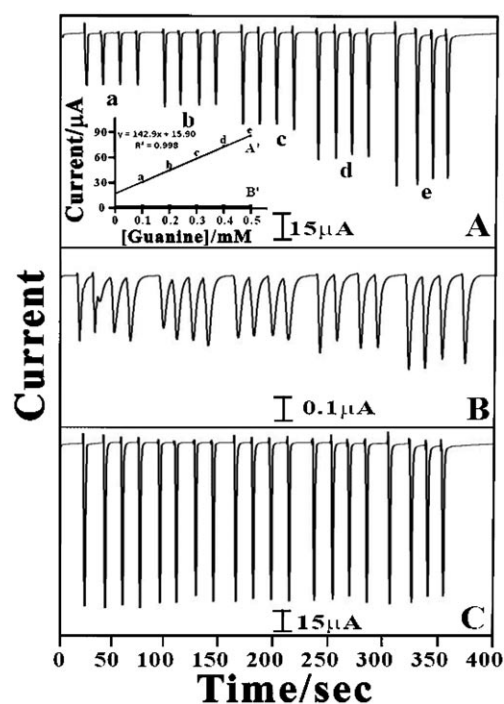 a
b
c
d
e
Current/μA
90
60
30
0
y = 142.9x + 15.90
R² = 0.998
a
b
c
d
e
A'
B'
0
0.1
0.2
0.3
0.4
0.5
[Guanine]/mM
15μA
A
Current
0.1μA
B
15μA
C
0 50 100 150 200 250 300 350 400
Time/sec